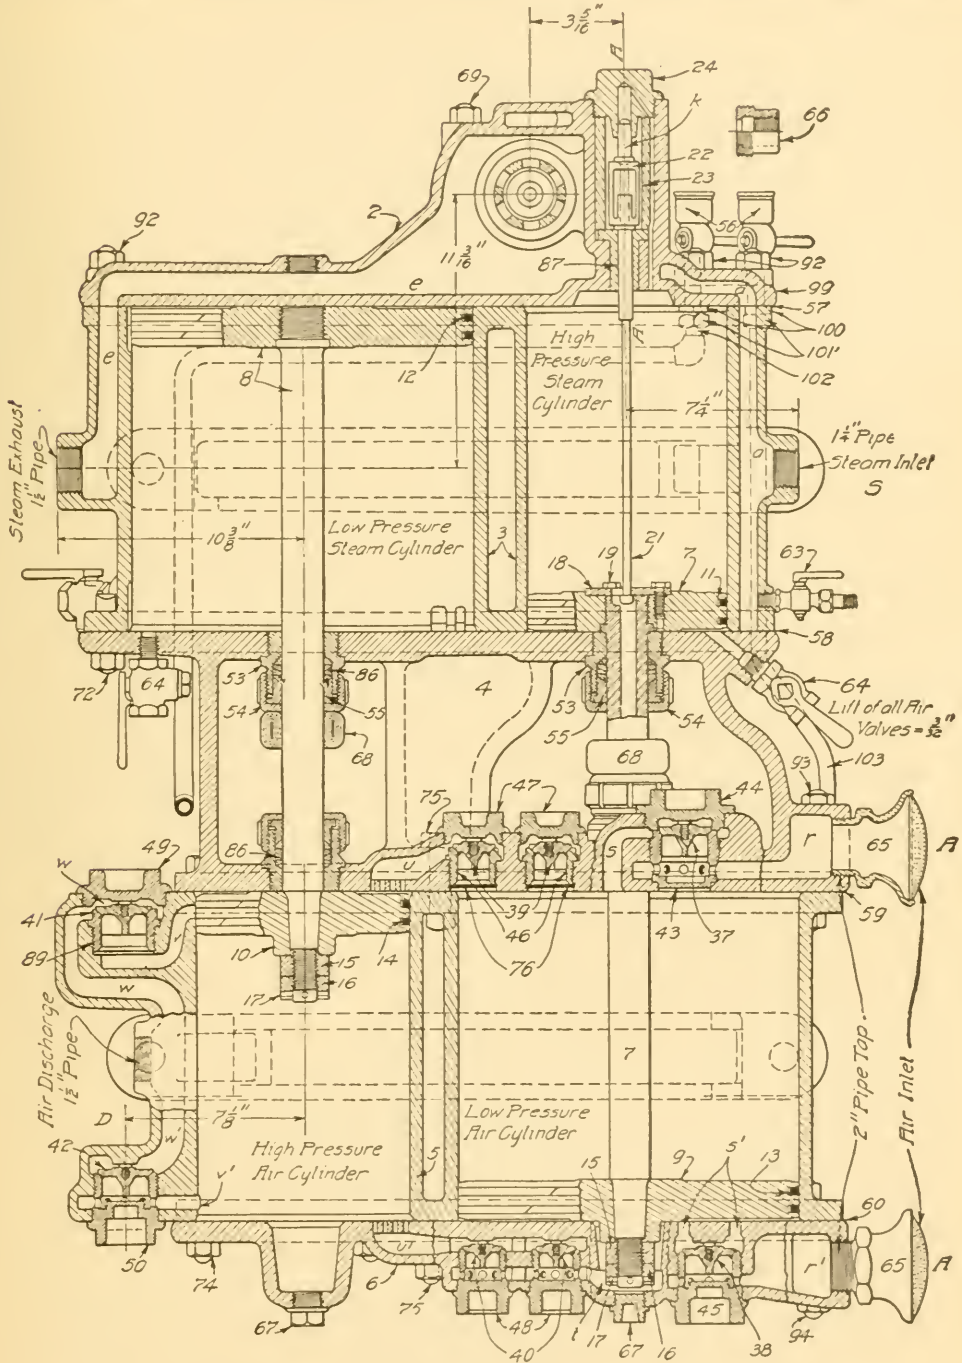 3 5/16"
A
24
69
k
66
22
23
2
92
11 3/16"
56
87
92
e
a
99
57
A
100
High
Pressure
Steam
Cylinder
12
101
102
e
8
7 1/4"
Steam Exhaust
1 1/2" Pipe
1 1/4" Pipe
Steam Inlet
S
a
10 3/8"
Low Pressure
Steam Cylinder
3
21
18
19
7
11
63
58
72
64
53
86
54
55
68
4
53
55
54
68
64
Lift of all Air
Valves = 3/32"
93
103
49
75
47
44
w
86
u
s
r
65
A
41
39
59
89
46
43
37
76
v
10
15
14
16
17
w
Air Discharge
1 1/2" Pipe
7
2" Pipe Top
Air Inlet
D
7 1/8"
w'
High Pressure
Air Cylinder
5
Low Pressure
Air Cylinder
42
v'
15
9
s'
13
60
50
74
67
6
u'
75
48
40
t
17
67
16
45
38
r'
94
65
A